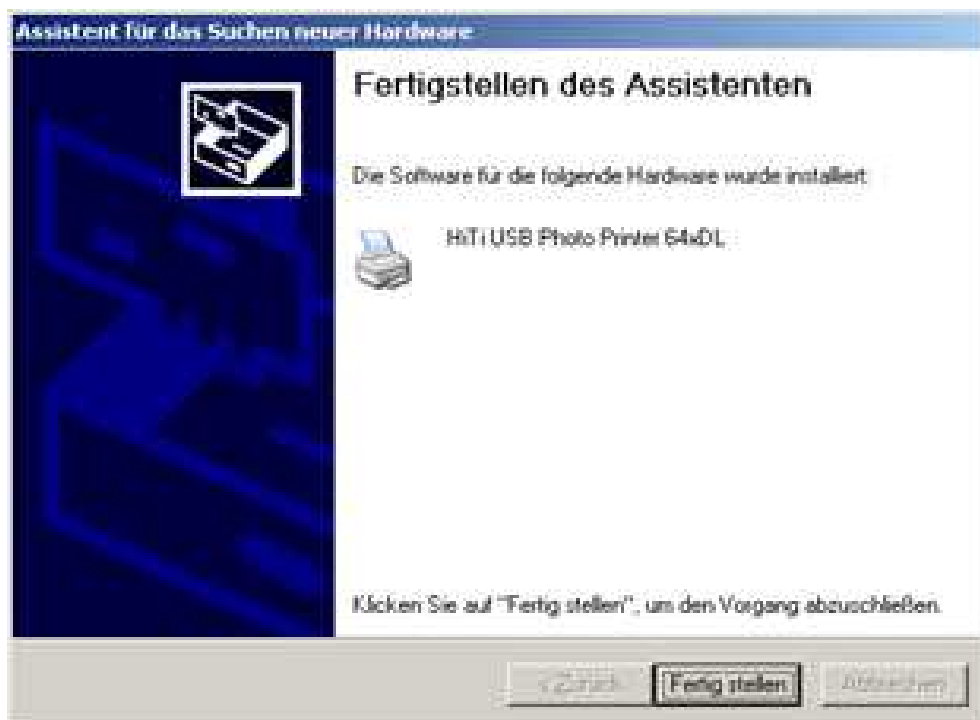 Assistent für das Suchen neuer Hardware
Fertigstellen des Assistenten
Die Software für die folgende Hardware wurde installiert:
HiTi USB Photo Printer 64xDL
Klicken Sie auf "Fertig stellen", um den Vorgang abzuschließen.
< Zurück
Fertig stellen
Abbrechen